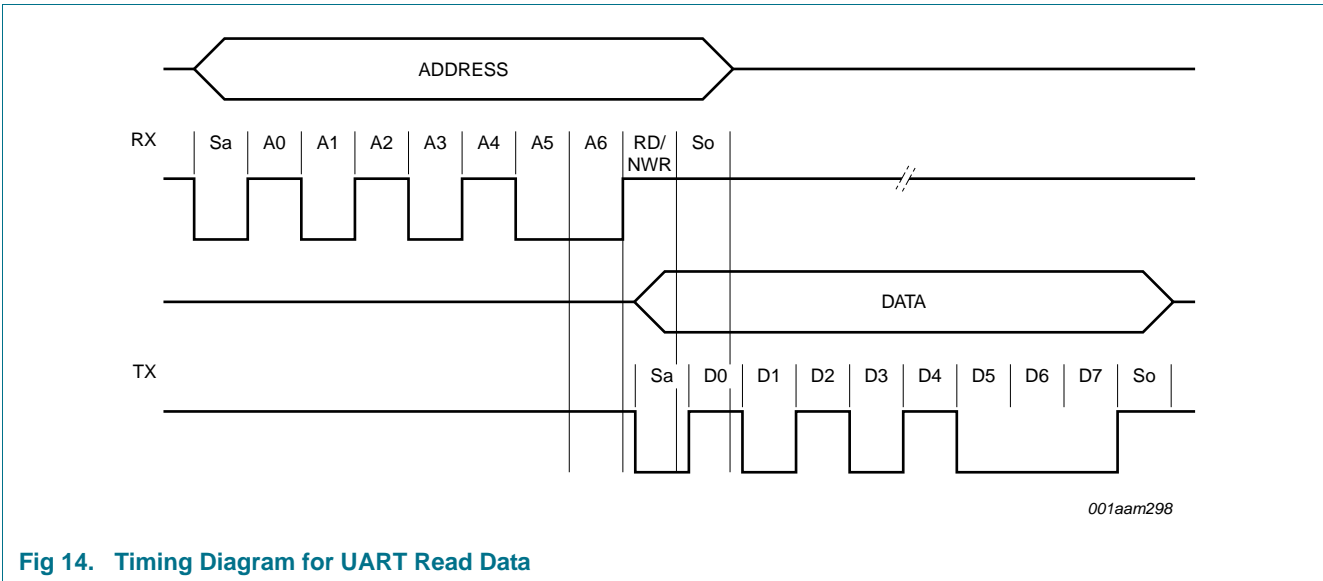 ADDRESS
RX Sa A0 A1 A2 A3 A4 A5 A6 RD/ So
NWR
DATA
TX Sa D0 D1 D2 D3 D4 D5 D6 D7 So
001aam298
Fig 14. Timing Diagram for UART Read Data